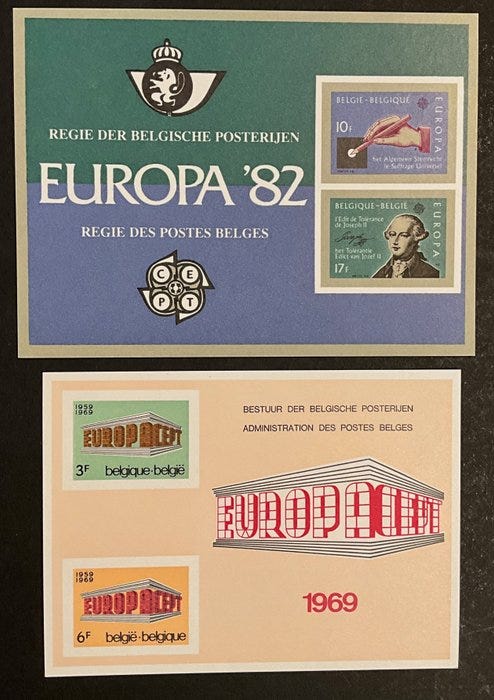 REGIE DER BELGISCHE POSTERIJEN
EUROPA '82
REGIE DES POSTES BELGES
C E
P T
BELGIË-BELGIQUE
EUROPA
10F
het Algemeen Stemrecht
le Suffrage Universel
BELGIQUE-BELGIË
EUROPA
l'Edit de Tolérance
de Joseph II
het Tolerantie
Edict van Jozef II
17F
1959
1969
EUROPA CEPT
3F belgique·belgië
BESTUUR DER BELGISCHE POSTERIJEN
ADMINISTRATION DES POSTES BELGES
EUROPA CEPT
1969
1959
1969
EUROPA CEPT
6F belgië·belgique